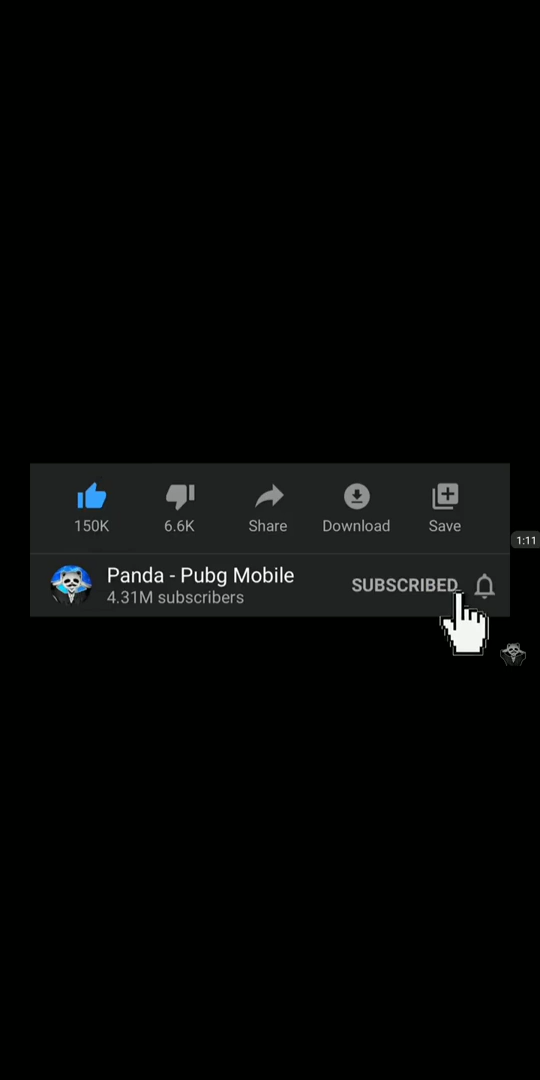 150K
6.6K
Share
Download
Save
1:11
Panda - Pubg Mobile
SUBSCRIBED
4.31M subscribers